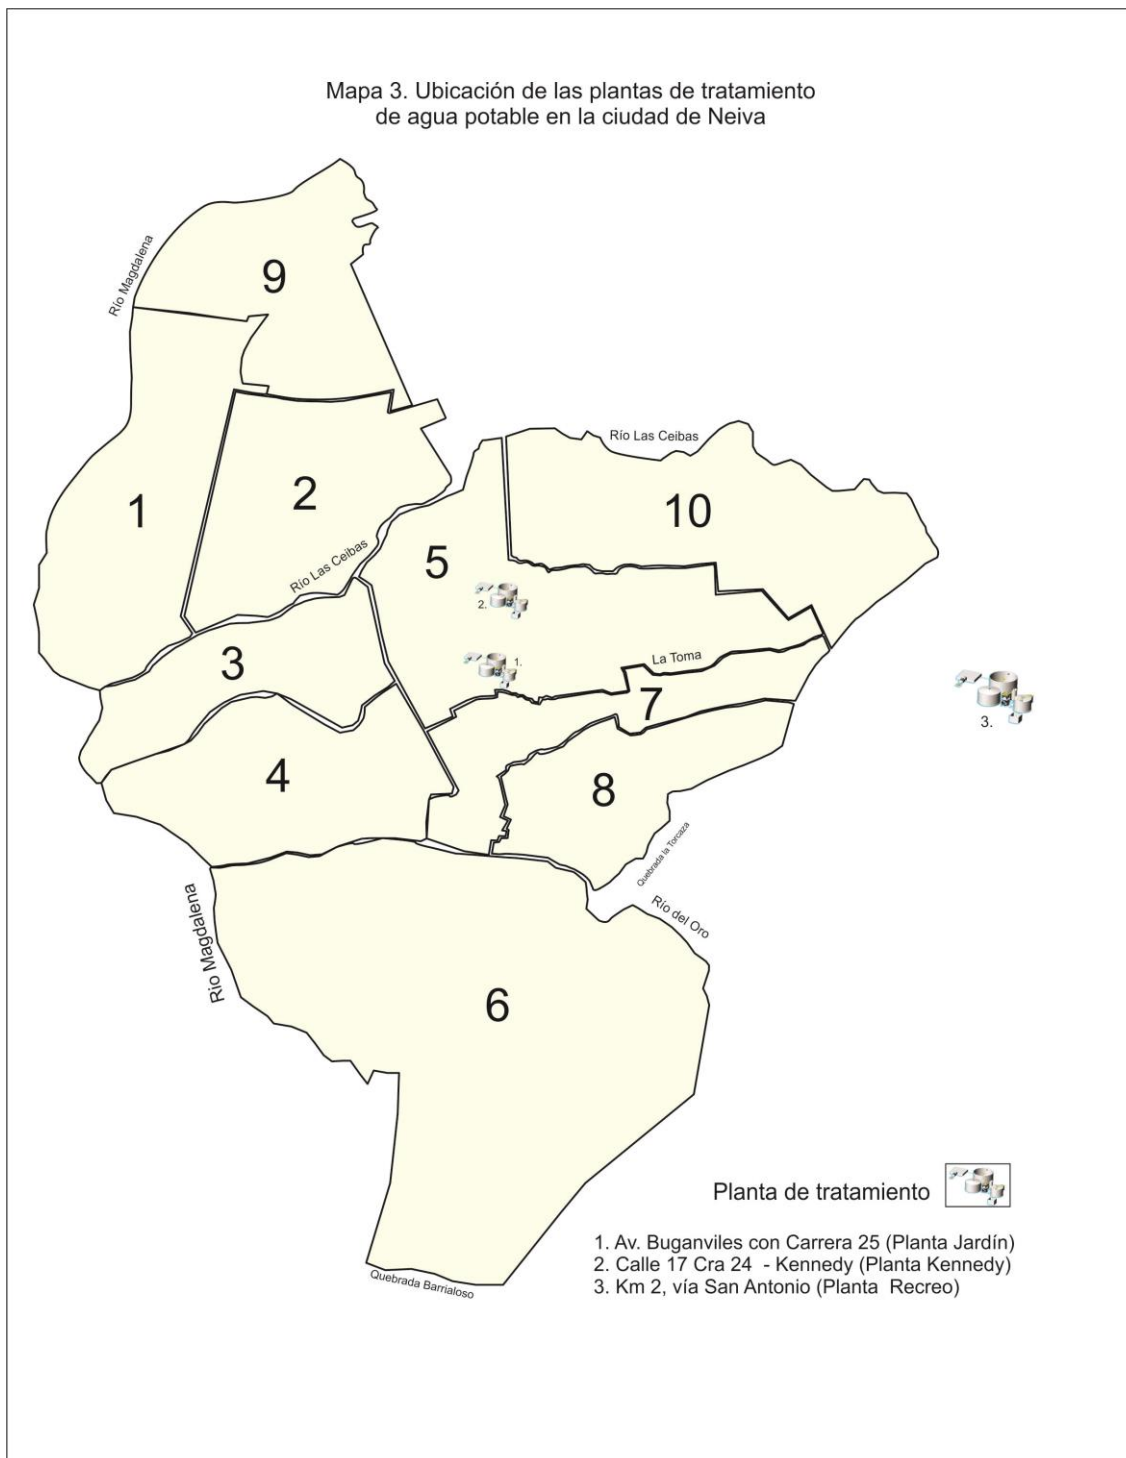 Mapa 3. Ubicación de las plantas de tratamiento
de agua potable en la ciudad de Neiva
Río Magdalena
9
1
2
Río Las Ceibas
Río Las Ceibas
10
5
2.
3
1.
La Toma
7
3.
4
8
Quebrada la Torcaza
Río Magdalena
Río del Oro
6
Quebrada Barrialoso
Planta de tratamiento
1. Av. Buganviles con Carrera 25 (Planta Jardín)
2. Calle 17 Cra 24 - Kennedy (Planta Kennedy)
3. Km 2, vía San Antonio (Planta Recreo)